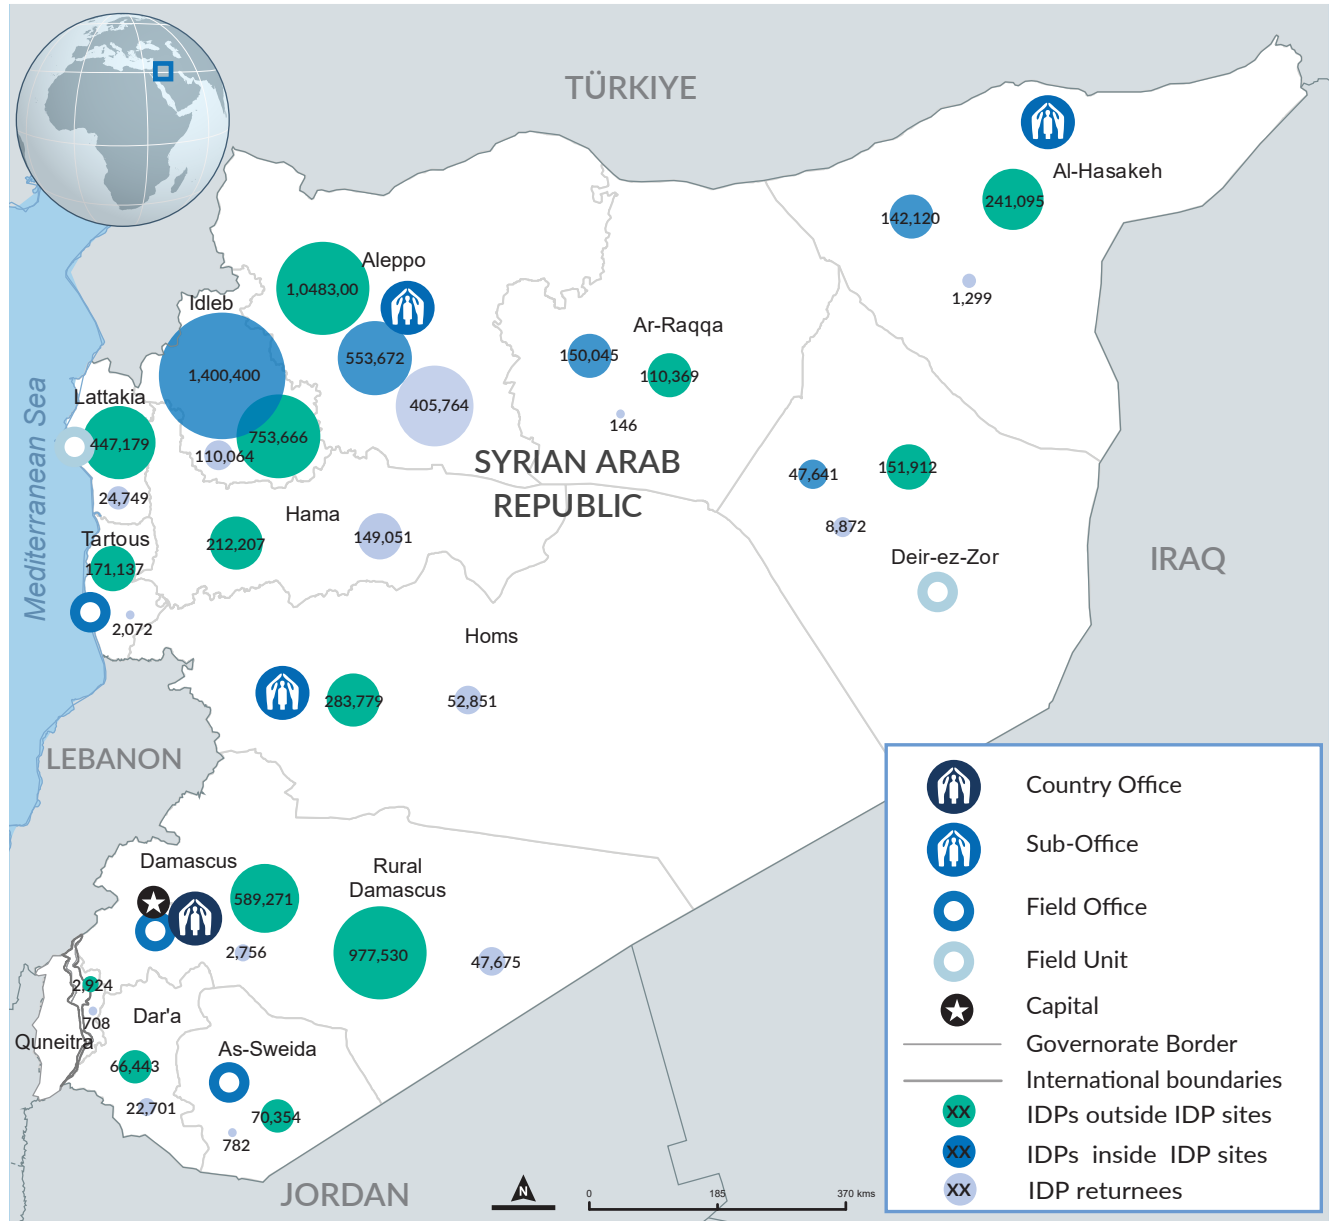 TÜRKIYE
Al-Hasakeh
241,095
142,120
1,299
Aleppo
1,0483,00
Idleb
553,672
Ar-Raqqa
150,045
110,369
146
1,400,400
405,764
Lattakia
447,179
753,666
110,064
SYRIAN ARAB
REPUBLIC
Mediterranean Sea
24,749
47,641
151,912
8,872
Hama
212,207
149,051
Tartous
171,137
2,072
Deir-ez-Zor
IRAQ
Homs
283,779
52,851
LEBANON
Damascus
589,271
2,756
Rural
Damascus
977,530
47,675
2,924
708
Quneitra
Dar'a
66,443
22,701
As-Sweida
70,354
782
JORDAN
N
0 185 370 kms
Country Office
Sub-Office
Field Office
Field Unit
Capital
Governorate Border
International boundaries
XX IDPs outside IDP sites
XX IDPs inside IDP sites
XX IDP returnees